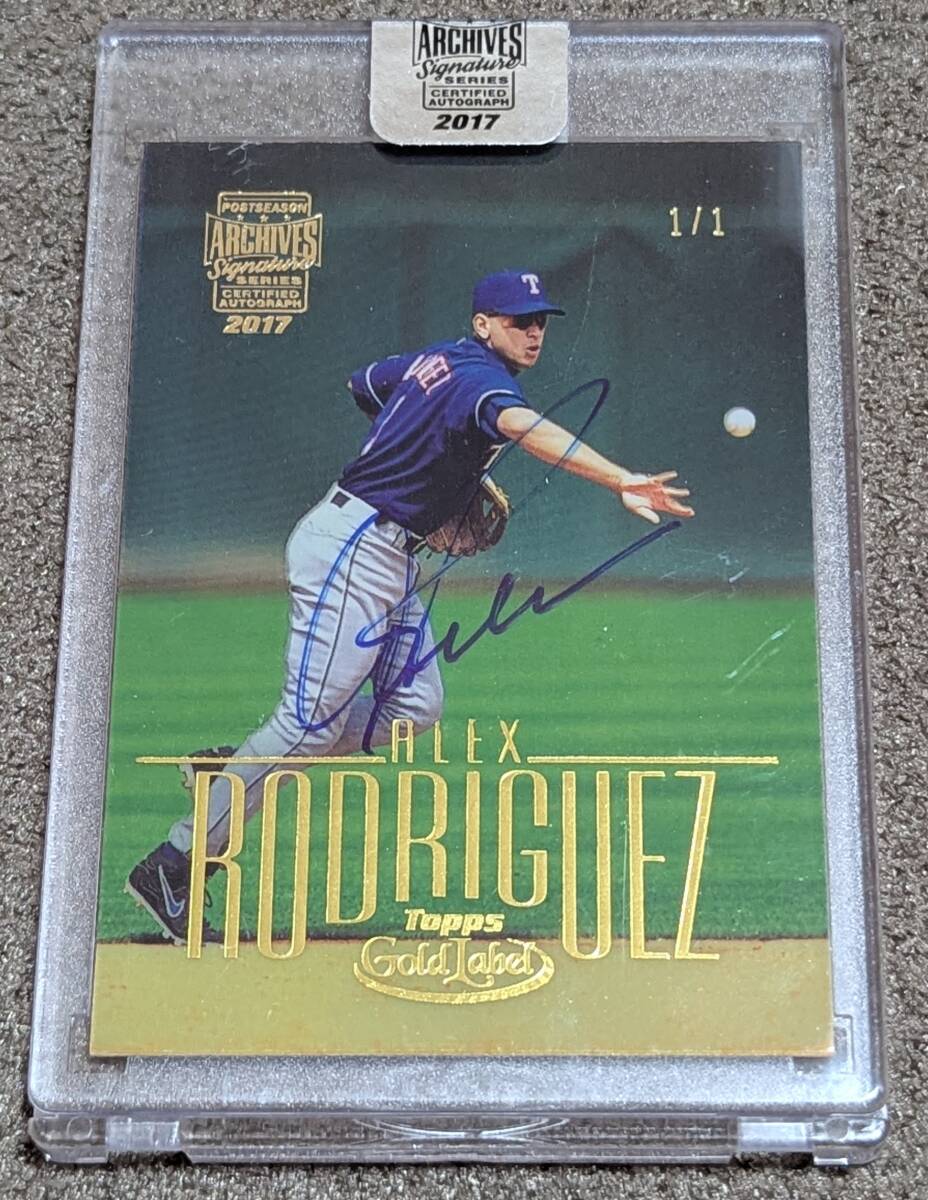 ARCHIVES
Signature
SERIES
CERTIFIED
AUTOGRAPH
2017
POSTSEASON
ARCHIVES
Signature
SERIES
CERTIFIED
AUTOGRAPH
2017
1/1
T
ALEX
RODRIGUEZ
Topps
Gold Label